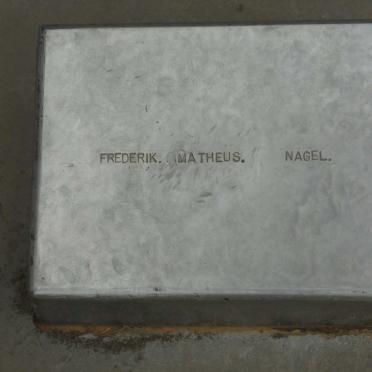 FREDERIK. MATHEUS. NAGEL.